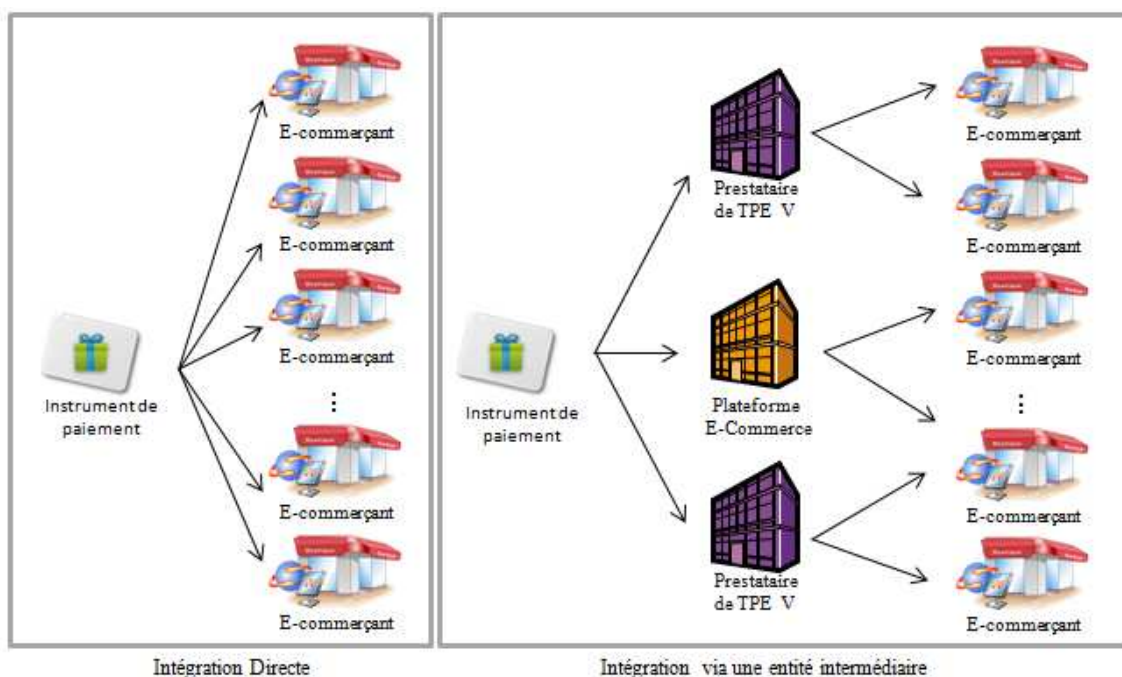 E-commerçant
E-commerçant
E-commerçant
⋮
E-commerçant
E-commerçant
Instrument de
paiement
Intégration Directe
Instrument de
paiement
Prestataire
de TPE V
Plateforme
E-Commerce
Prestataire
de TPE V
E-commerçant
E-commerçant
E-commerçant
⋮
E-commerçant
E-commerçant
Intégration via une entité intermédiaire